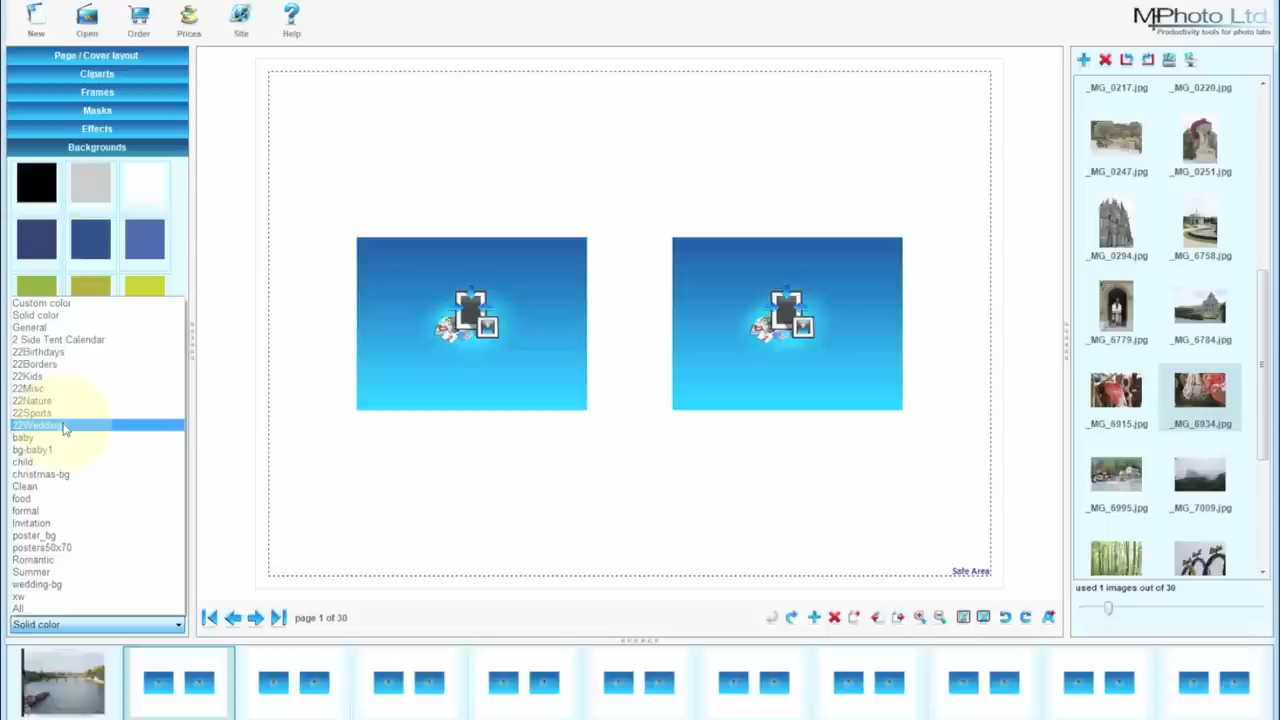 New Open Order Prices Site Help
MPhoto Ltd.
Productivity tools for photo labs
Page / Cover layout
Cliparts
Frames
Masks
Effects
Backgrounds
Custom color
Solid color
General
2 Side Tent Calendar
22Birthdays
22Borders
22Kids
22Misc
22Nature
22Sports
22Wedding
baby
bg-baby1
child
christmas-bg
Clean
food
formal
Invitation
poster_bg
posters50x70
Romantic
Summer
wedding-bg
xw
All
Solid color
Safe Area
page 1 of 30
_MG_0217.jpg _MG_0220.jpg
_MG_0247.jpg _MG_0251.jpg
_MG_0294.jpg _MG_6758.jpg
_MG_6779.jpg _MG_6784.jpg
_MG_6915.jpg _MG_6934.jpg
_MG_6995.jpg _MG_7009.jpg
used 1 images out of 30